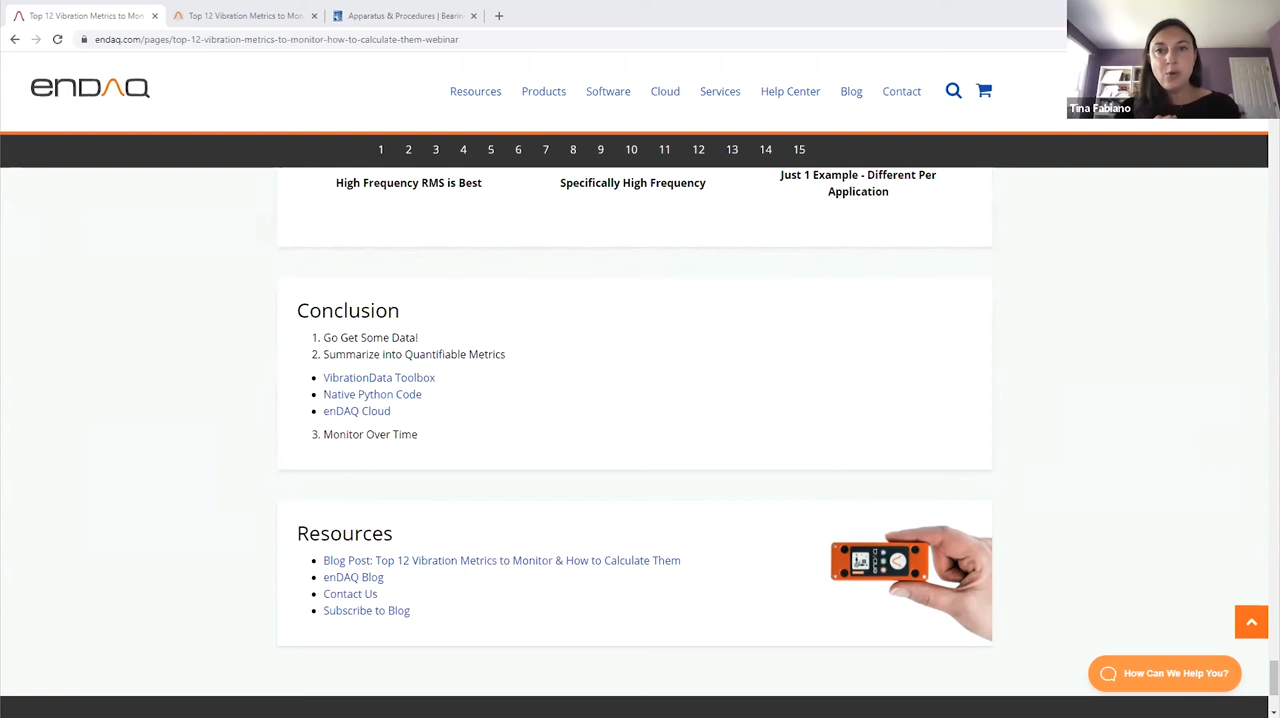 Top 12 Vibration Metrics to Mon
Top 12 Vibration Metrics to Mon
Apparatus & Procedures | Bearin
endaq.com/pages/top-12-vibration-metrics-to-monitor-how-to-calculate-them-webinar
Tina Fabiano
enDAQ
Resources Products Software Cloud Services Help Center Blog Contact
1 2 3 4 5 6 7 8 9 10 11 12 13 14 15
High Frequency RMS is Best
Specifically High Frequency
Just 1 Example - Different Per
Application
Conclusion
1. Go Get Some Data!
2. Summarize into Quantifiable Metrics
VibrationData Toolbox
Native Python Code
enDAQ Cloud
3. Monitor Over Time
Resources
Blog Post: Top 12 Vibration Metrics to Monitor & How to Calculate Them
enDAQ Blog
Contact Us
Subscribe to Blog
How Can We Help You?